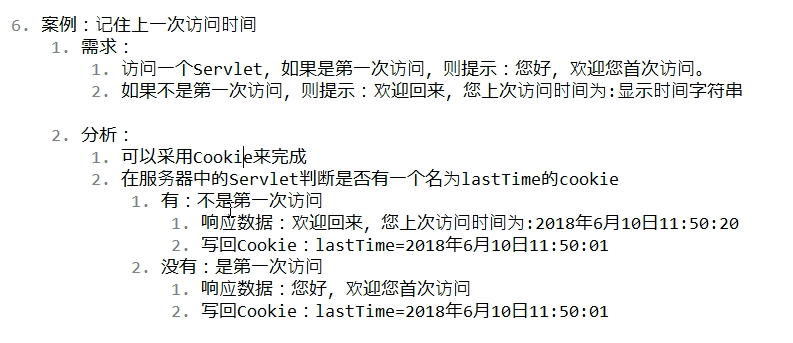 6. 案例：记住上一次访问时间
1. 需求：
1. 访问一个Servlet，如果是第一次访问，则提示：您好，欢迎您首次访问。
2. 如果不是第一次访问，则提示：欢迎回来，您上次访问时间为:显示时间字符串
2. 分析：
1. 可以采用Cookie来完成
2. 在服务器中的Servlet判断是否有一个名为lastTime的cookie
1. 有：不是第一次访问
1. 响应数据：欢迎回来，您上次访问时间为:2018年6月10日11:50:20
2. 写回Cookie：lastTime=2018年6月10日11:50:01
2. 没有：是第一次访问
1. 响应数据：您好，欢迎您首次访问
2. 写回Cookie：lastTime=2018年6月10日11:50:01